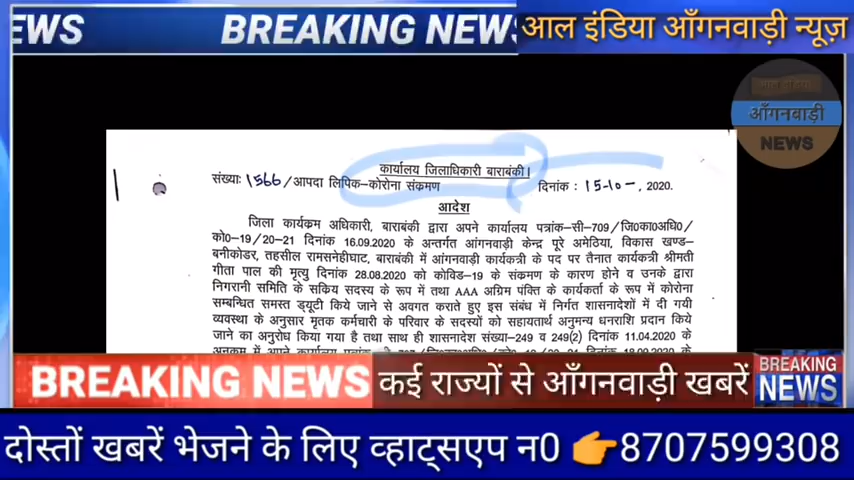 EWS
BREAKING NEWS
आल इंडिया आँगनवाड़ी न्यूज़
आल इंडिया
आँगनवाड़ी
NEWS
कार्यालय जिलाधिकारी बाराबंकी।
संख्याः 1566/आपदा लिपिक-कोरोना संक्रमण
दिनांक : 15-10-, 2020.
आदेश
जिला कार्यक्रम अधिकारी, बाराबंकी द्वारा अपने कार्यालय पत्रांक-सी-709/जि0का0अधि0/
को0-19/20-21 दिनांक 16.09.2020 के अन्तर्गत आंगनवाड़ी केन्द्र पूरे अमेठिया, विकास खण्ड-
बनीकोडर, तहसील रामसनेहीघाट, बाराबंकी में आंगनवाड़ी कार्यकत्री के पद पर तैनात कार्यकत्री श्रीमती
गीता पाल की मृत्यु दिनांक 28.08.2020 को कोविड-19 के संक्रमण के कारण होने व उनके द्वारा
निगरानी समिति के सकिय सदस्य के रूप में तथा AAA अग्रिम पंक्ति के कार्यकर्ता के रूप में कोरोना
सम्बन्धित समस्त ड्यूटी किये जाने से अवगत कराते हुए इस संबंध में निर्गत शासनादेशों में दी गयी
व्यवस्था के अनुसार मृतक कर्मचारी के परिवार के सदस्यों को सहायतार्थ अनुमन्य धनराशि प्रदान किये
जाने का अनुरोध किया गया है तथा साथ ही शासनादेश संख्या-249 व 249(2) दिनांक 11.04.2020 के
BREAKING NEWS
कई राज्यों से आँगनवाड़ी खबरें
BREAKING
NEWS
दोस्तों खबरें भेजने के लिए व्हाट्सएप न0 👉8707599308